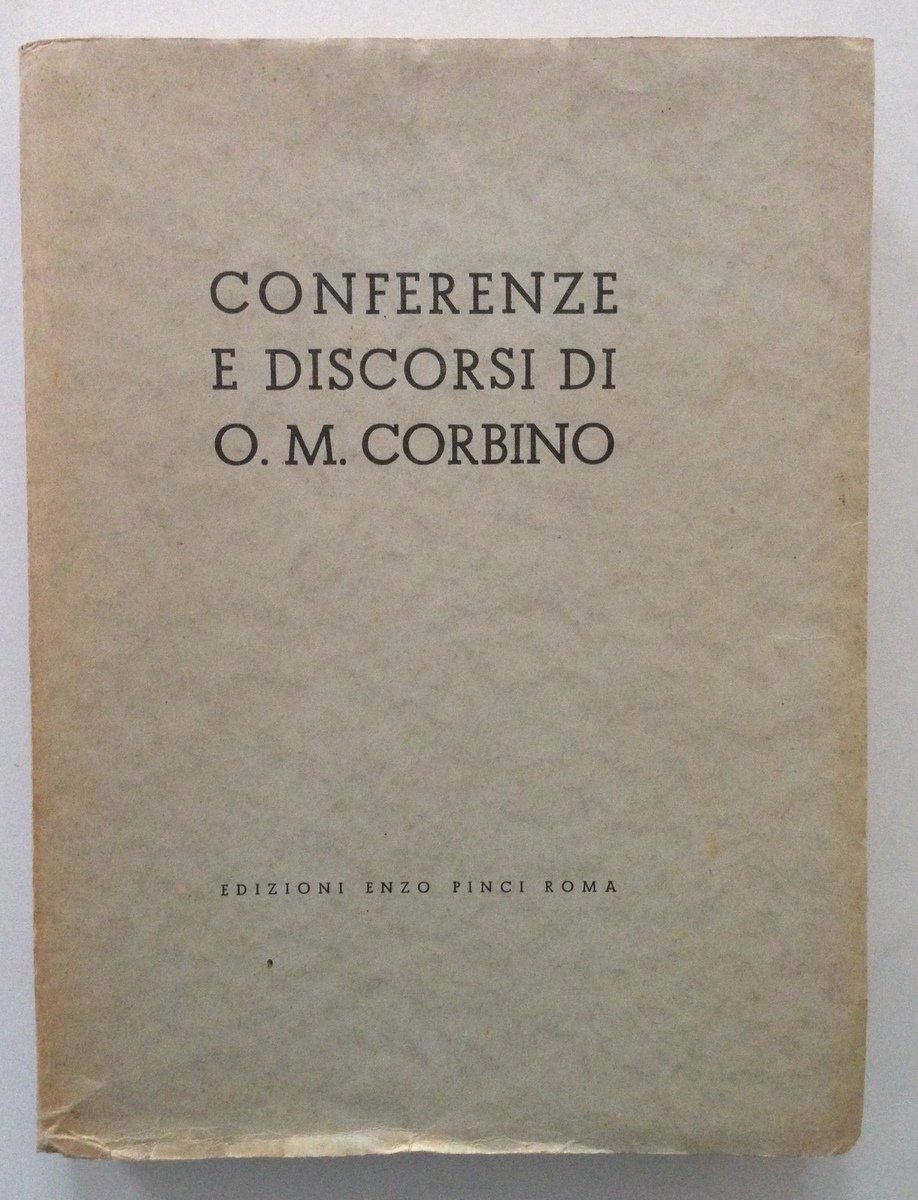 CONFERENZE
E DISCORSI DI
O. M. CORBINO
EDIZIONI ENZO PINCI ROMA